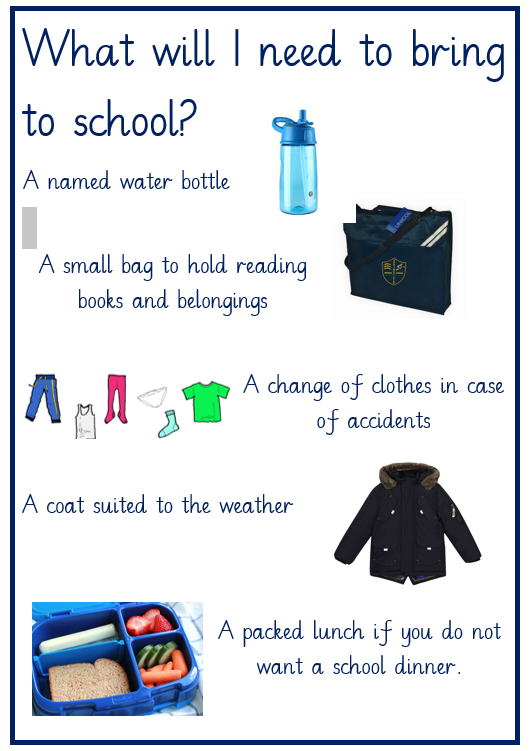 What will I need to bring
to school?
A named water bottle
A small bag to hold reading
books and belongings
A change of clothes in case
of accidents
A coat suited to the weather
A packed lunch if you do not
want a school dinner.